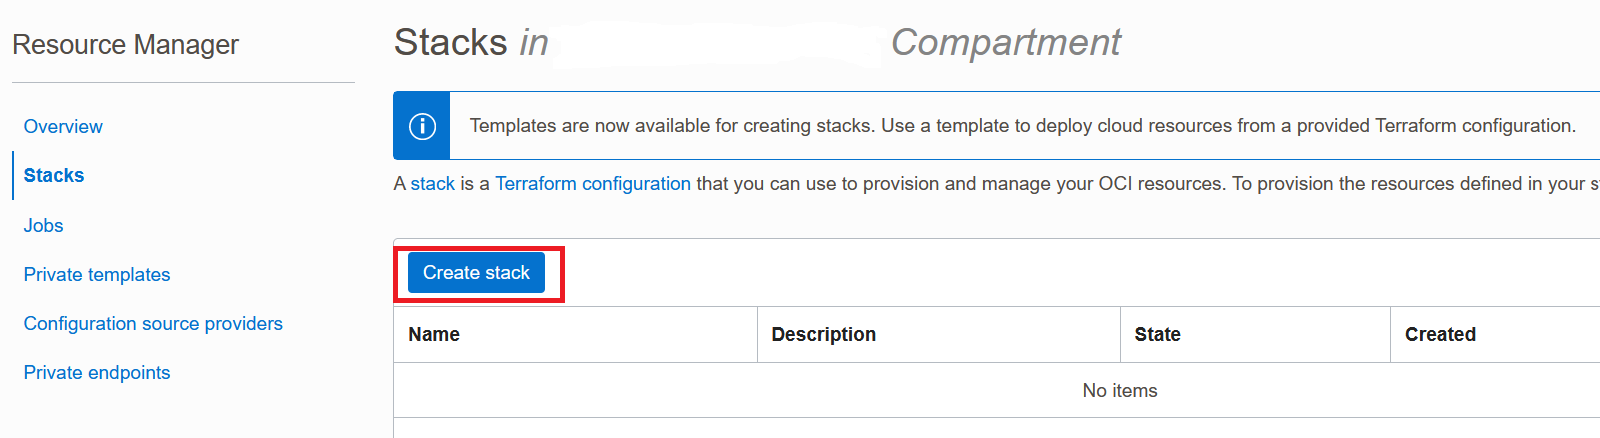 Resource Manager
Overview
Stacks
Jobs
Private templates
Configuration source providers
Private endpoints
Stacks in Compartment
Templates are now available for creating stacks. Use a template to deploy cloud resources from a provided Terraform configuration.
A stack is a Terraform configuration that you can use to provision and manage your OCI resources. To provision the resources defined in your
Create stack
Name Description State Created
No items